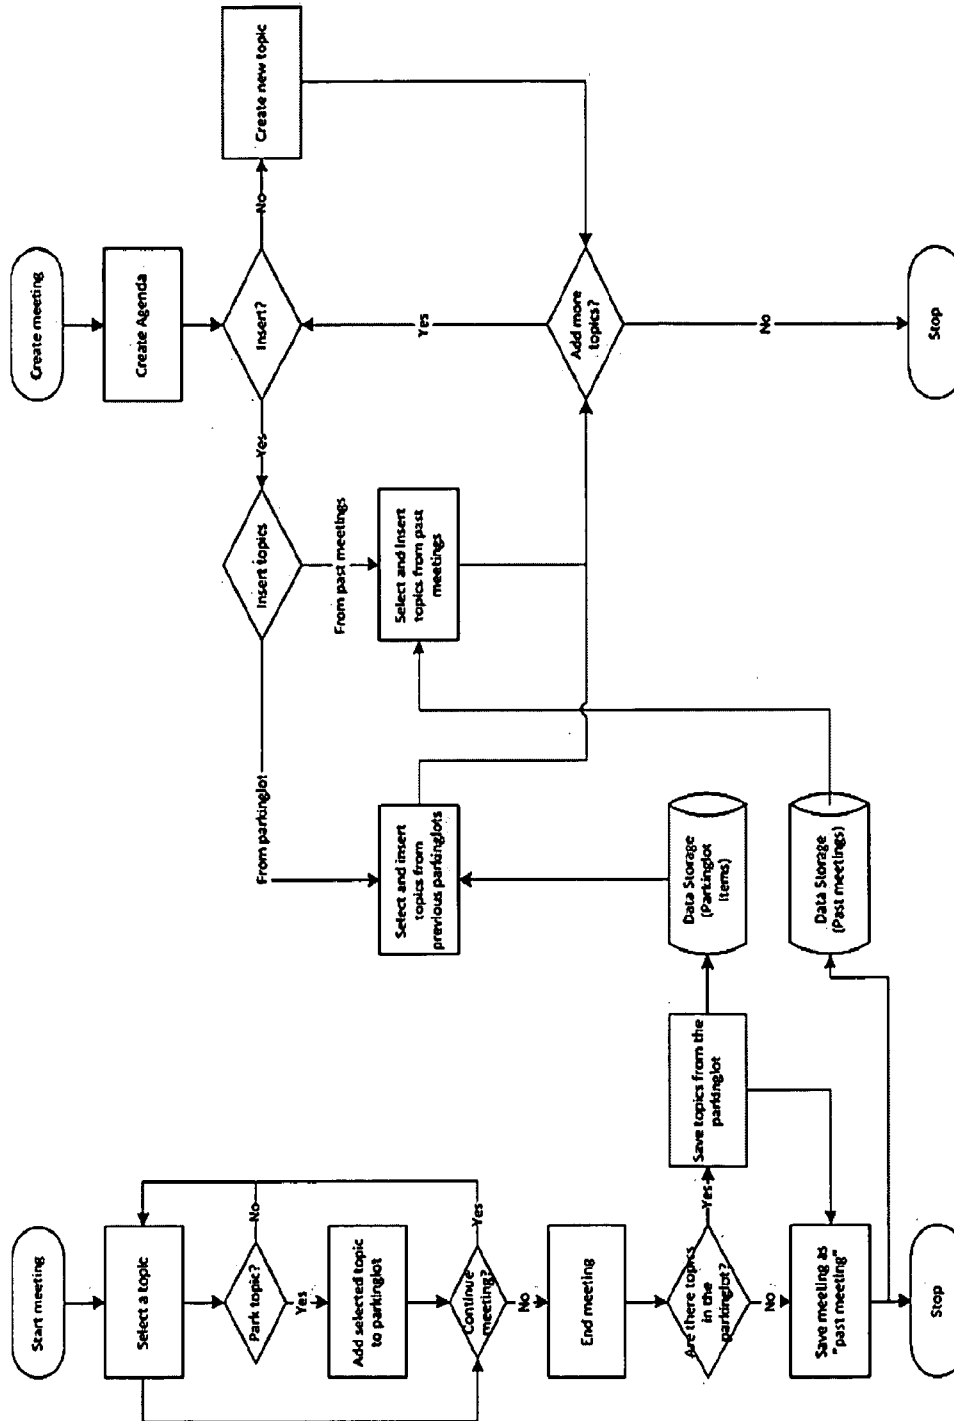 Start meeting
Select a topic
Park topic?
No
Yes
Add selected topic
to parkinglot
Continue
meeting?
Yes
No
End meeting
Are there topics
in the
parkinglot?
Yes
No
Save topics from the
parkinglot
Save meeting as
"past meeting"
Stop
Data Storage
(Parkinglot
Items)
Data Storage
(Past meetings)
Create meeting
Create Agenda
Insert?
No
Create new topic
Yes
Insert topics
From parkinglot
From past meetings
Select and insert
topics from
previous parkinglots
Select and Insert
topics from past
meetings
Add more
topics?
Yes
No
Stop